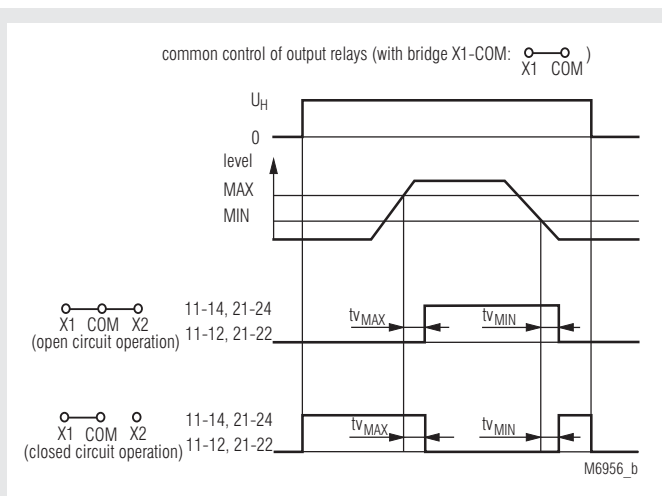 common control of output relays (with bridge X1-COM: X1 COM )
UH
0
level
MAX
MIN
X1 COM X2
(open circuit operation)
11-14, 21-24
11-12, 21-22
tvMAX
tvMIN
X1 COM X2
(closed circuit operation)
11-14, 21-24
11-12, 21-22
tvMAX
tvMIN
M6956_b